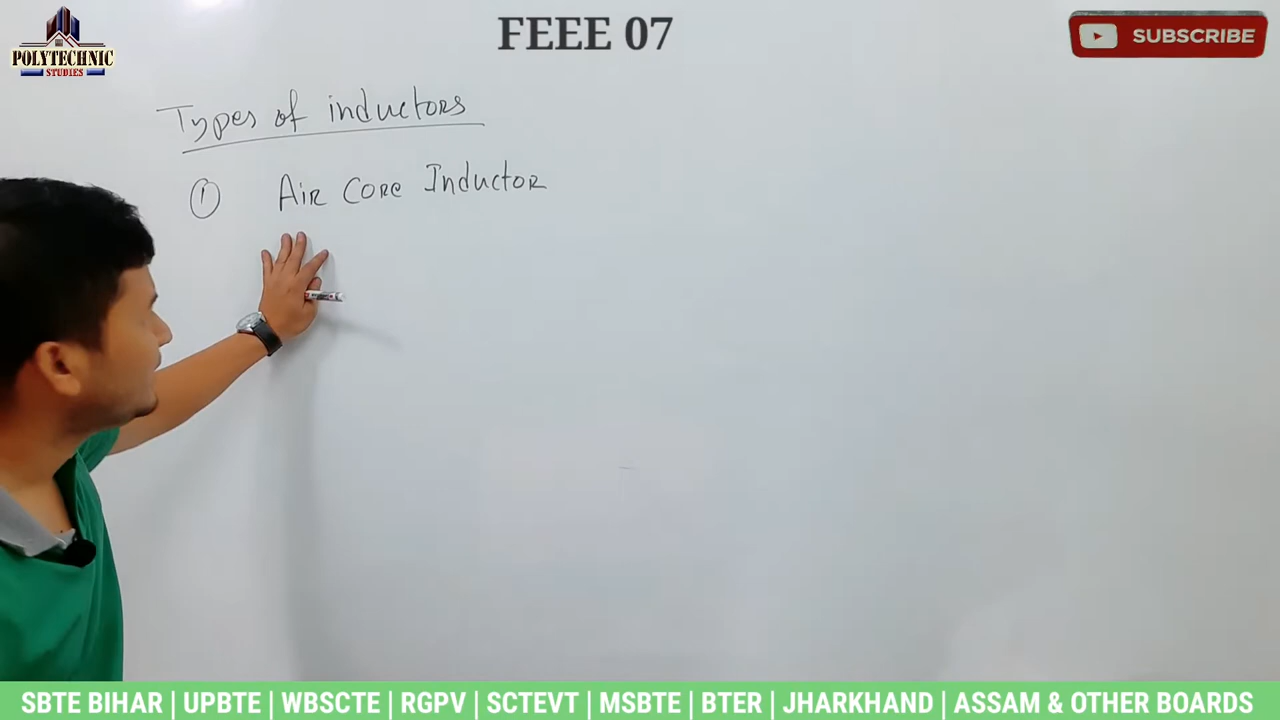 POLYTECHNIC
STUDIES
FEEE 07
SUBSCRIBE
Types of inductors
1 Air Core Inductor
SBTE BIHAR | UPBTE | WBSCTE | RGPV | SCTEVT | MSBTE | BTER | JHARKHAND | ASSAM & OTHER BOARDS